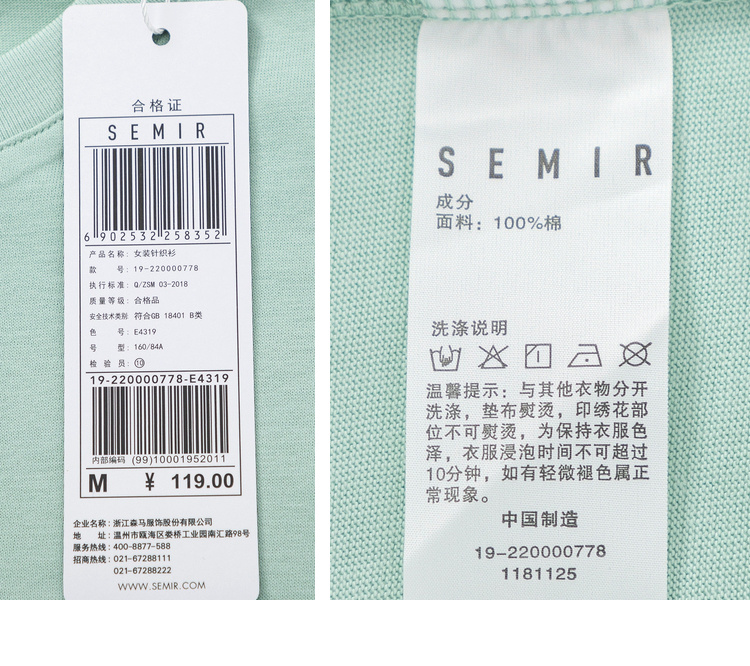 合格证
SEMIR
6 902532 258352
产品名称: 女装针织衫
款 号: 19-220000778
执行标准: Q/ZSM 03-2018
质量等级: 合格品
安全技术类别: 符合GB 18401 B类
色 号: E4319
号 型: 160/84A
检 验 员: ⑩
19-220000778-E4319
内部编码 (99)10001952011
M ¥ 119.00
企业名称: 浙江森马服饰股份有限公司
地 址: 温州市瓯海区娄桥工业园南汇路98号
服务热线: 400-8877-588
招商热线: 021-67288111
021-67288222
WWW.SEMIR.COM
SEMIR
成分
面料: 100%棉
洗涤说明
温馨提示: 与其他衣物分开
洗涤，垫布熨烫，印绣花部
位不可熨烫，为保持衣服色
泽，衣服浸泡时间不可超过
10分钟，如有轻微褪色属正
常现象。
中国制造
19-220000778
1181125